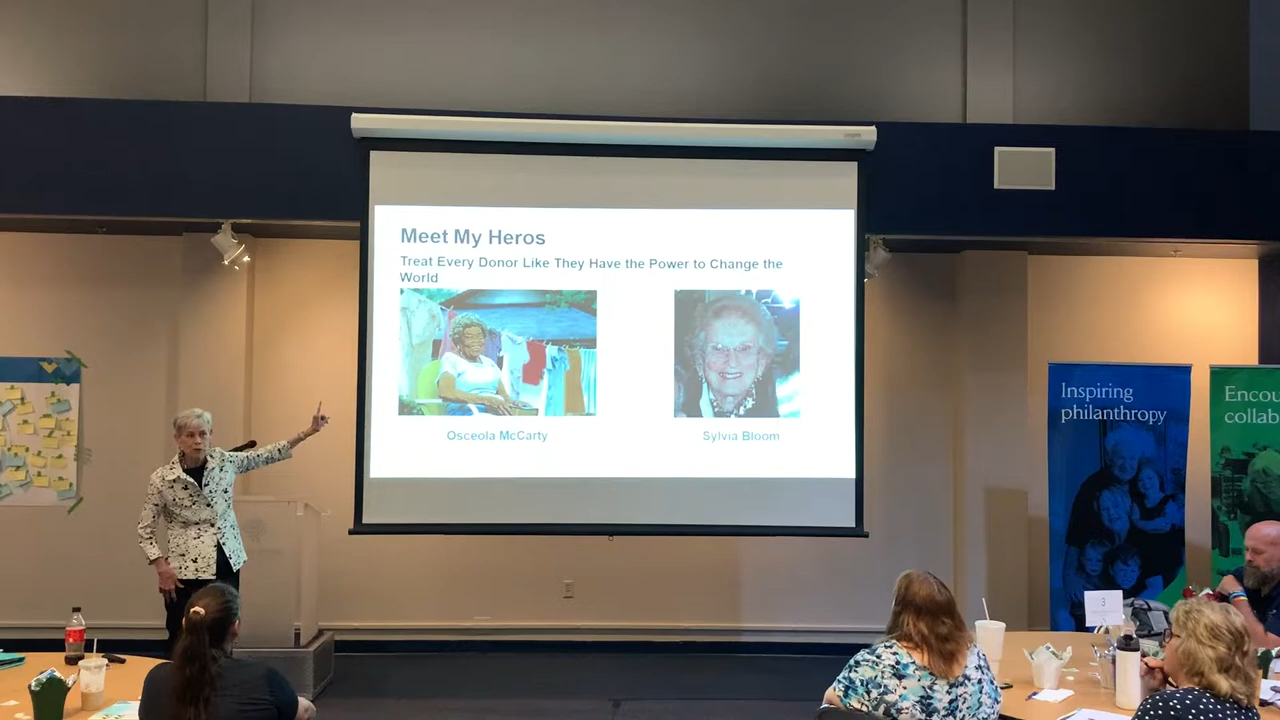 Meet My Heros
Treat Every Donor Like They Have the Power to Change the
World
Osceola McCarty
Sylvia Bloom
Inspiring
philanthropy
Encou
collab
3